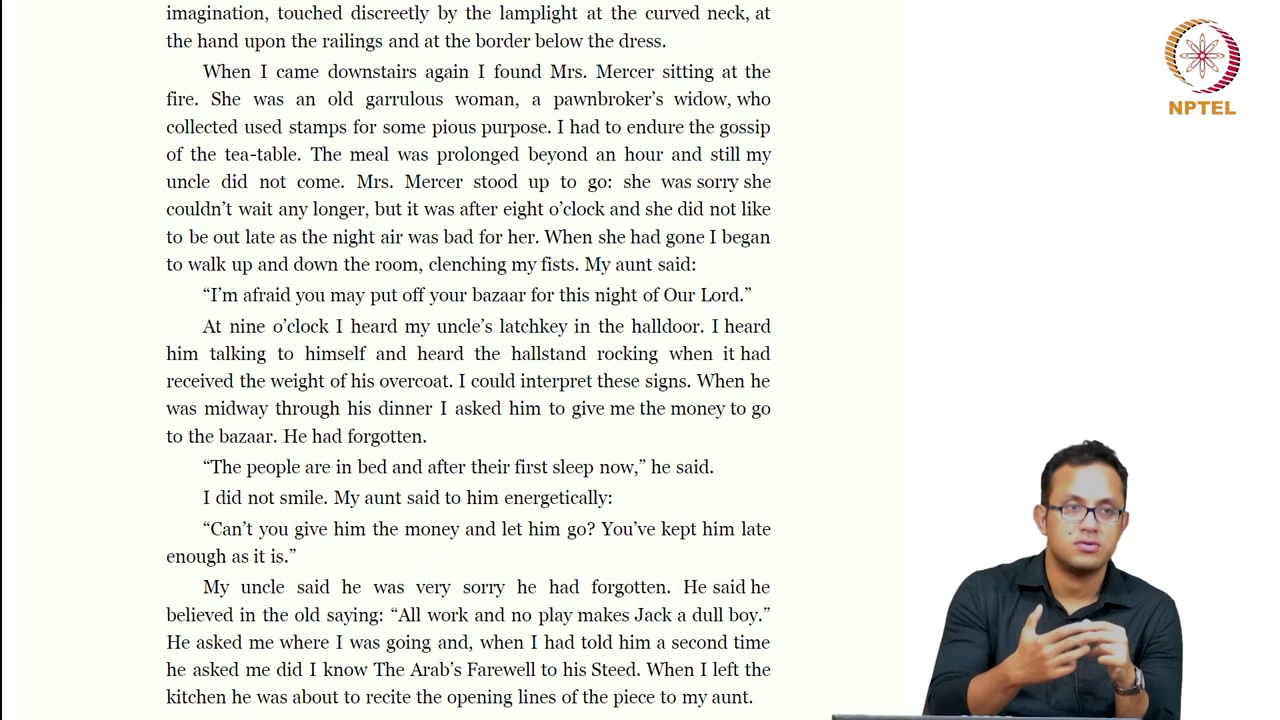 imagination, touched discreetly by the lamplight at the curved neck, at
the hand upon the railings and at the border below the dress.
When I came downstairs again I found Mrs. Mercer sitting at the
fire. She was an old garrulous woman, a pawnbroker’s widow, who
collected used stamps for some pious purpose. I had to endure the gossip
of the tea-table. The meal was prolonged beyond an hour and still my
uncle did not come. Mrs. Mercer stood up to go: she was sorry she
couldn’t wait any longer, but it was after eight o’clock and she did not like
to be out late as the night air was bad for her. When she had gone I began
to walk up and down the room, clenching my fists. My aunt said:
“I’m afraid you may put off your bazaar for this night of Our Lord.”
At nine o’clock I heard my uncle’s latchkey in the halldoor. I heard
him talking to himself and heard the hallstand rocking when it had
received the weight of his overcoat. I could interpret these signs. When he
was midway through his dinner I asked him to give me the money to go
to the bazaar. He had forgotten.
“The people are in bed and after their first sleep now,” he said.
I did not smile. My aunt said to him energetically:
“Can’t you give him the money and let him go? You’ve kept him late
enough as it is.”
My uncle said he was very sorry he had forgotten. He said he
believed in the old saying: “All work and no play makes Jack a dull boy.”
He asked me where I was going and, when I had told him a second time
he asked me did I know The Arab’s Farewell to his Steed. When I left the
kitchen he was about to recite the opening lines of the piece to my aunt.
NPTEL